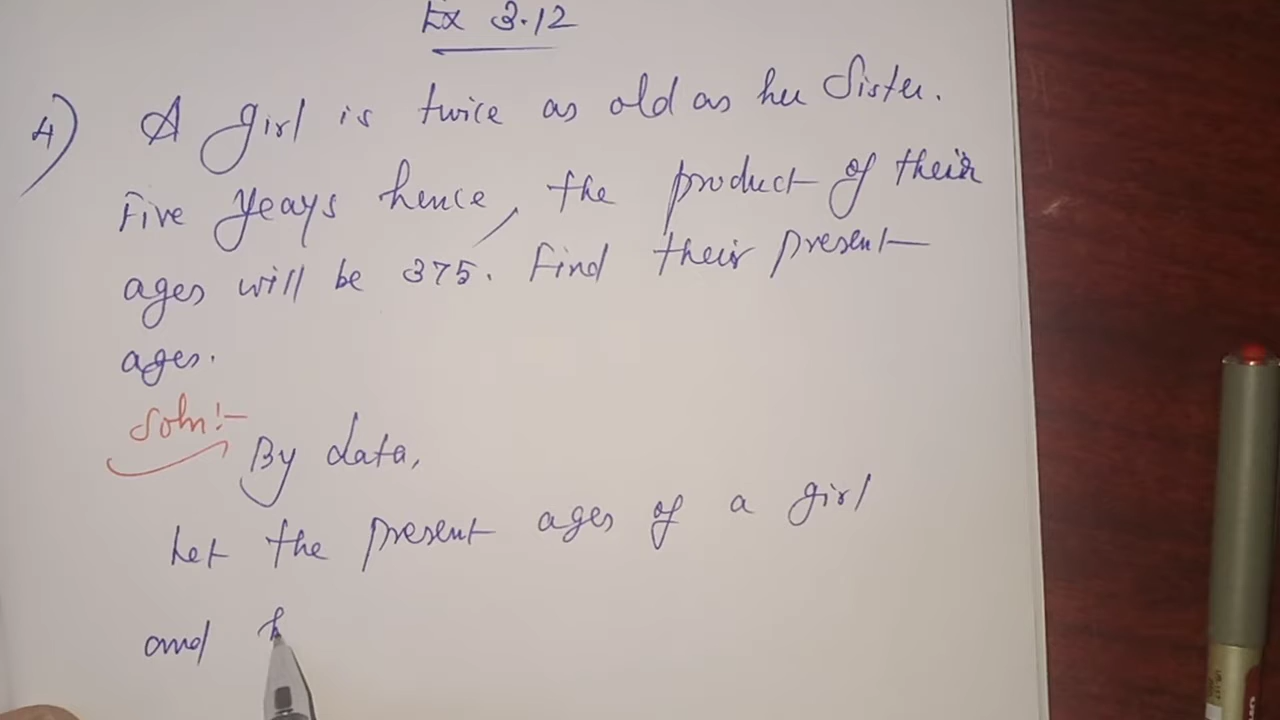 Ex 3.12
4) A girl is twice as old as her Sister.
Five years hence, the product of their
ages will be 375. Find their present
ages.
Soln:-
By data,
Let the present ages of a girl
and h